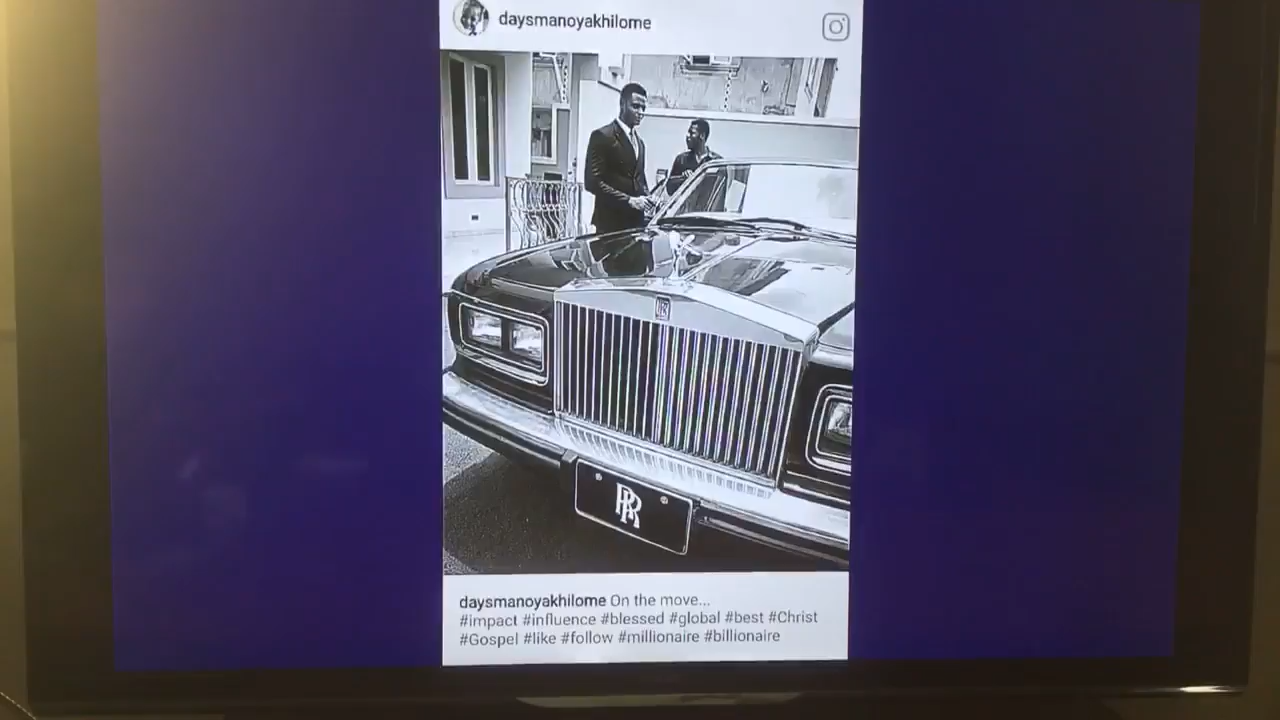 daysmanoyakhilome
RR
RR
daysmanoyakhilome On the move...
#impact #influence #blessed #global #best #Christ
#Gospel #like #follow #millionaire #billionaire